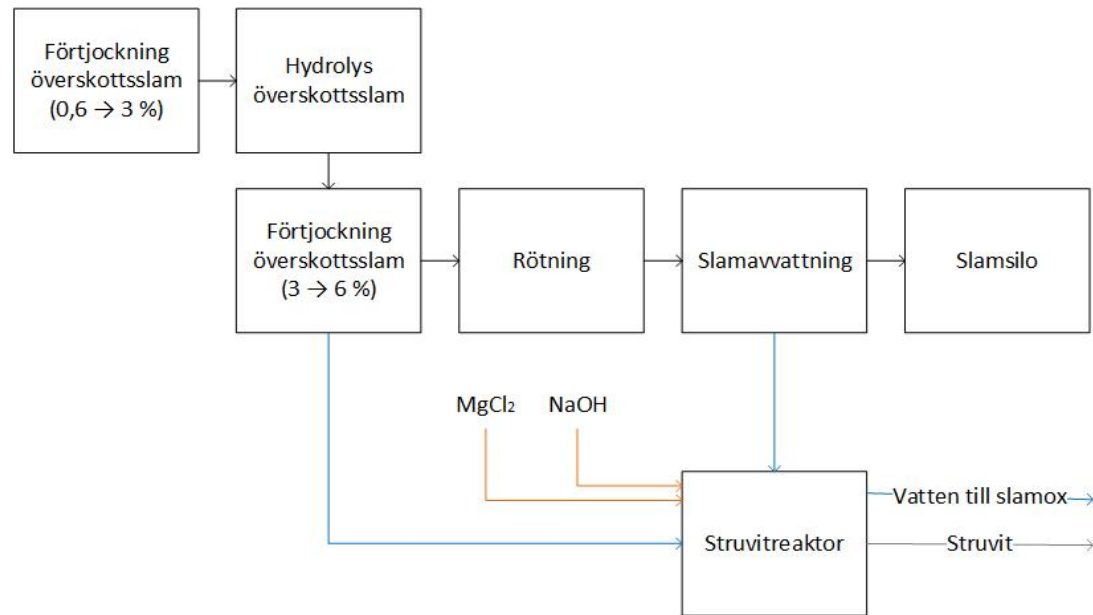 Förtjockning
överskottsslam
(0,6 → 3 %)
Hydrolys
överskottsslam
Förtjockning
överskottsslam
(3 → 6 %)
Rötning
Slamavvattning
Slamsilo
MgCl₂
NaOH
Struvitreaktor
Vatten till slamox
Struvit